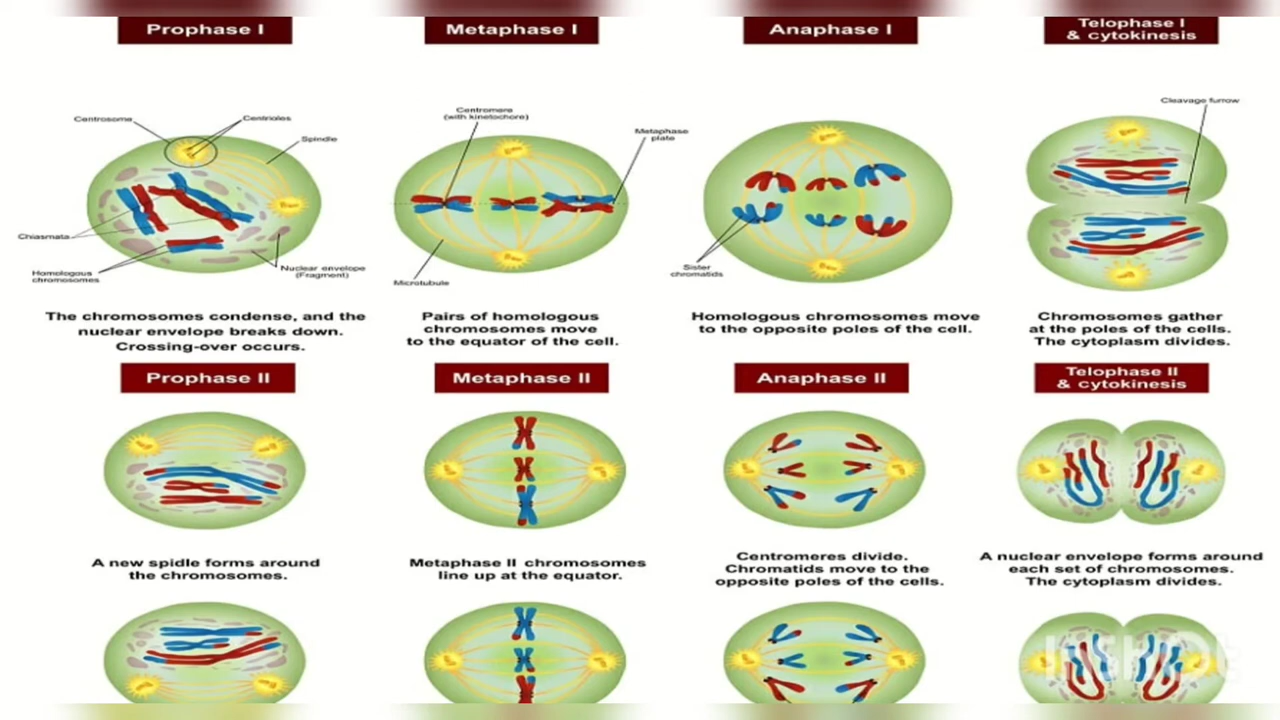 Prophase I
Metaphase I
Anaphase I
Telophase I
& cytokinesis
Centrosome
Centrioles
Spindle
Chiasmata
Homologous
chromosomes
Nuclear envelope
(Fragment)
Centromere
(with kinetochore)
Metaphase
plate
Microtubule
Sister
chromatids
Cleavage furrow
The chromosomes condense, and the
nuclear envelope breaks down.
Crossing-over occurs.
Pairs of homologous
chromosomes move
to the equator of the cell.
Homologous chromosomes move
to the opposite poles of the cell.
Chromosomes gather
at the poles of the cells.
The cytoplasm divides.
Prophase II
Metaphase II
Anaphase II
Telophase II
& cytokinesis
A new spidle forms around
the chromosomes.
Metaphase II chromosomes
line up at the equator.
Centromeres divide.
Chromatids move to the
opposite poles of the cells.
A nuclear envelope forms around
each set of chromosomes.
The cytoplasm divides.